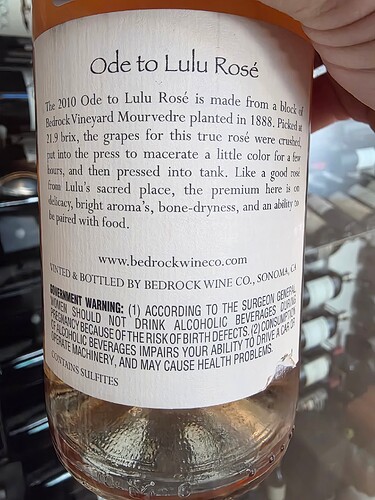 Ode to Lulu Rosé
The 2010 Ode to Lulu Rosé is made from a block of
Bedrock Vineyard Mourvedre planted in 1888. Picked at
21.9 brix, the grapes for this true rosé were crushed,
put into the press to macerate a little color for a few
hours, and then pressed into tank. Like a good rosé
from Lulu's sacred place, the premium here is on
delicacy, bright aroma's, bone-dryness, and an ability to
be paired with food.
www.bedrockwineco.com
VINTED & BOTTLED BY BEDROCK WINE CO., SONOMA, CA
GOVERNMENT WARNING: (1) ACCORDING TO THE SURGEON GENERAL
WOMEN SHOULD NOT DRINK ALCOHOLIC BEVERAGES DURING
PREGNANCY BECAUSE OF THE RISK OF BIRTH DEFECTS. (2) CONSUMPTION
OF ALCOHOLIC BEVERAGES IMPAIRS YOUR ABILITY TO DRIVE A CAR OR
OPERATE MACHINERY, AND MAY CAUSE HEALTH PROBLEMS.
CONTAINS SULFITES